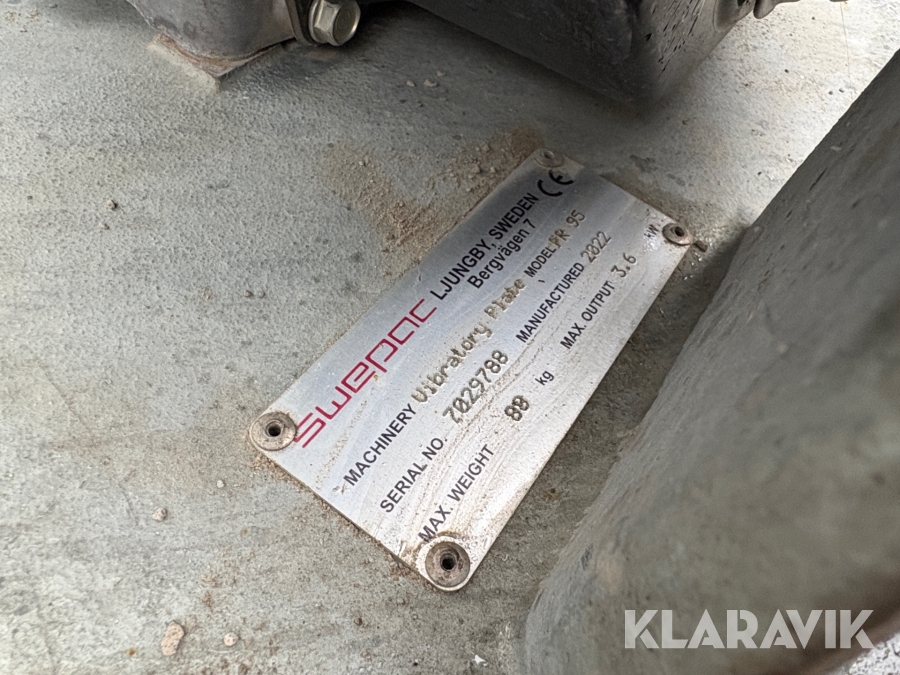 swepac LJUNGBY, SWEDEN CE
Bergvägen 7
MACHINERY Vibratory Plate MODEL FR 95
SERIAL NO. 7029788 MANUFACTURED 2022
MAX. WEIGHT 88 kg MAX. OUTPUT 3.6 kW
KLARAVIK